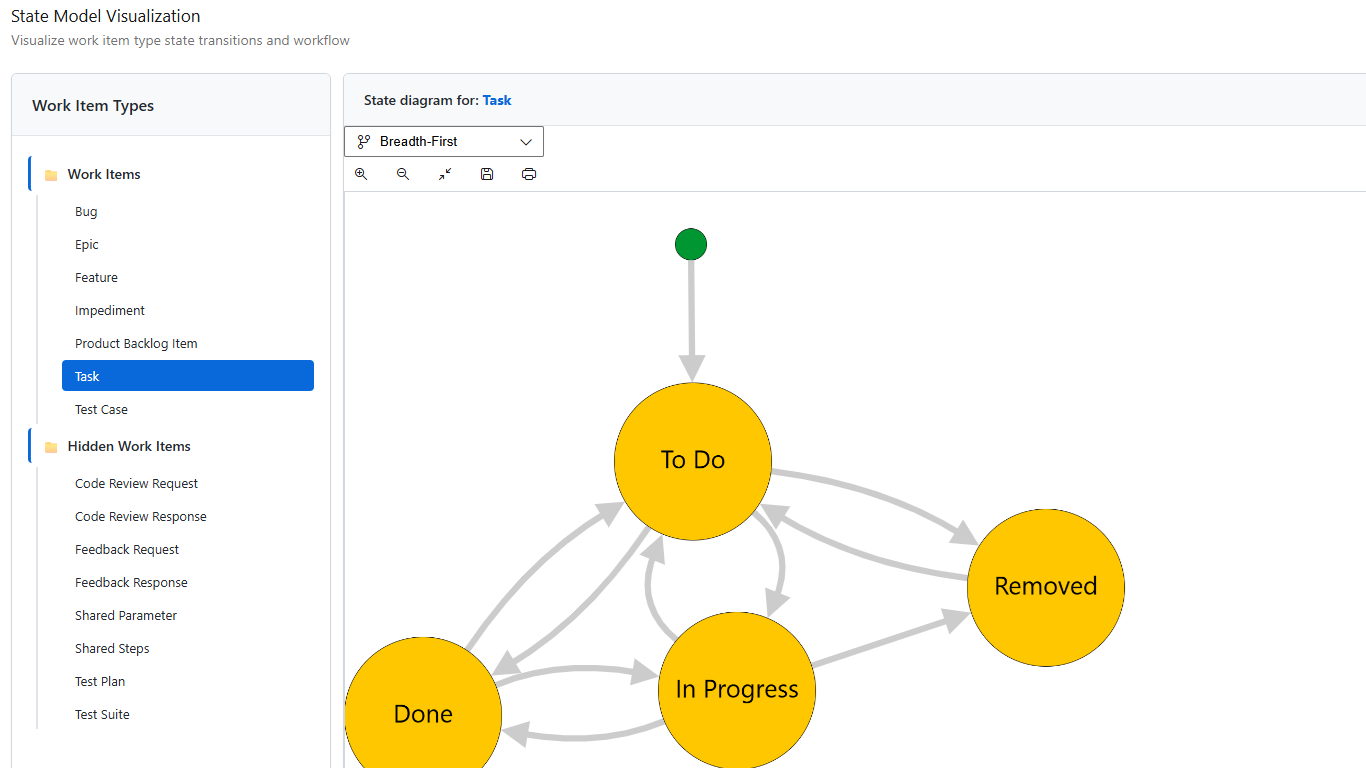 State Model Visualization
Visualize work item type state transitions and workflow
Work Item Types
Work Items
Bug
Epic
Feature
Impediment
Product Backlog Item
Task
Test Case
Hidden Work Items
Code Review Request
Code Review Response
Feedback Request
Feedback Response
Shared Parameter
Shared Steps
Test Plan
Test Suite
State diagram for: Task
Breadth-First
To Do
Removed
In Progress
Done